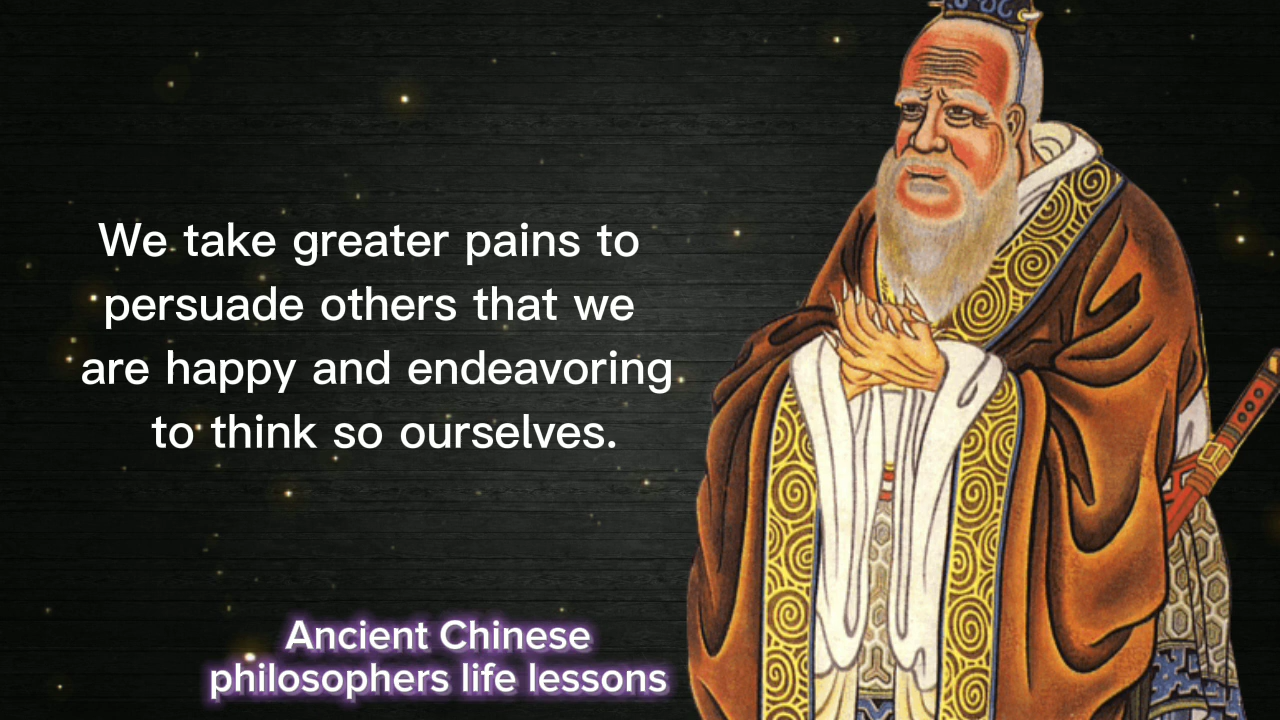 We take greater pains to
persuade others that we
are happy and endeavoring
to think so ourselves.
Ancient Chinese
philosophers life lessons